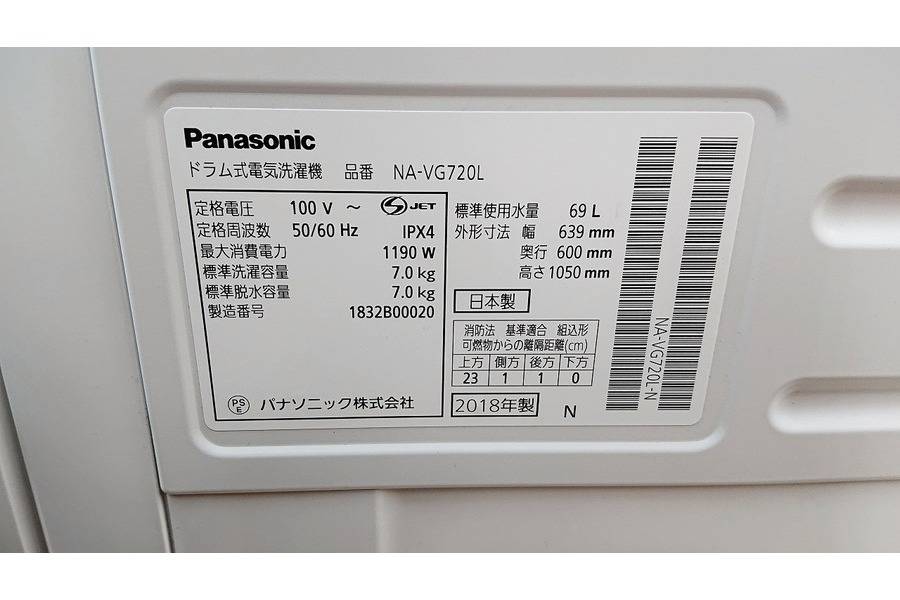 Panasonic
ドラム式電気洗濯機 品番 NA-VG720L
定格電圧 100 V ～ S JET
定格周波数 50/60 Hz IPX4
最大消費電力 1190 W
標準洗濯容量 7.0 kg
標準脱水容量 7.0 kg
製造番号 1832B00020
PS E パナソニック株式会社
標準使用水量 69 L
外形寸法 幅 639 mm
奥行 600 mm
高さ 1050 mm
日本製
消防法 基準適合 組込形
可燃物からの離隔距離(cm)
上方 側方 後方 下方
23 1 1 0
2018年製 N
NA-VG720L-N